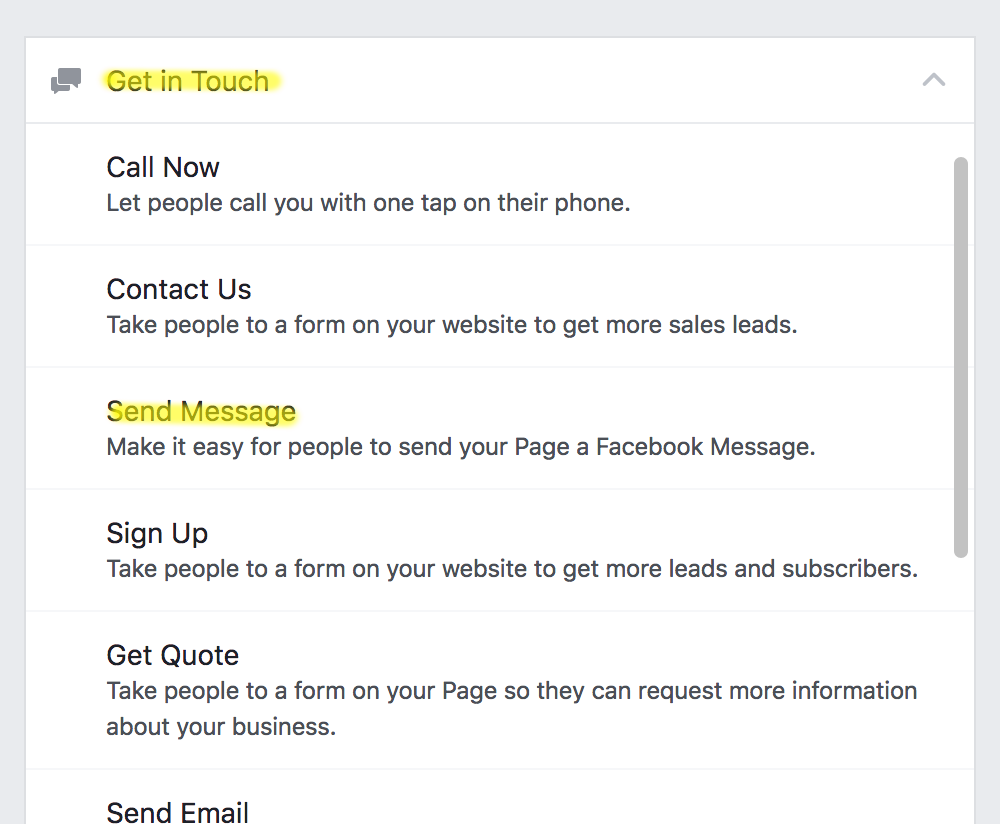 Get in Touch
Call Now
Let people call you with one tap on their phone.
Contact Us
Take people to a form on your website to get more sales leads.
Send Message
Make it easy for people to send your Page a Facebook Message.
Sign Up
Take people to a form on your website to get more leads and subscribers.
Get Quote
Take people to a form on your Page so they can request more information
about your business.
Send Email